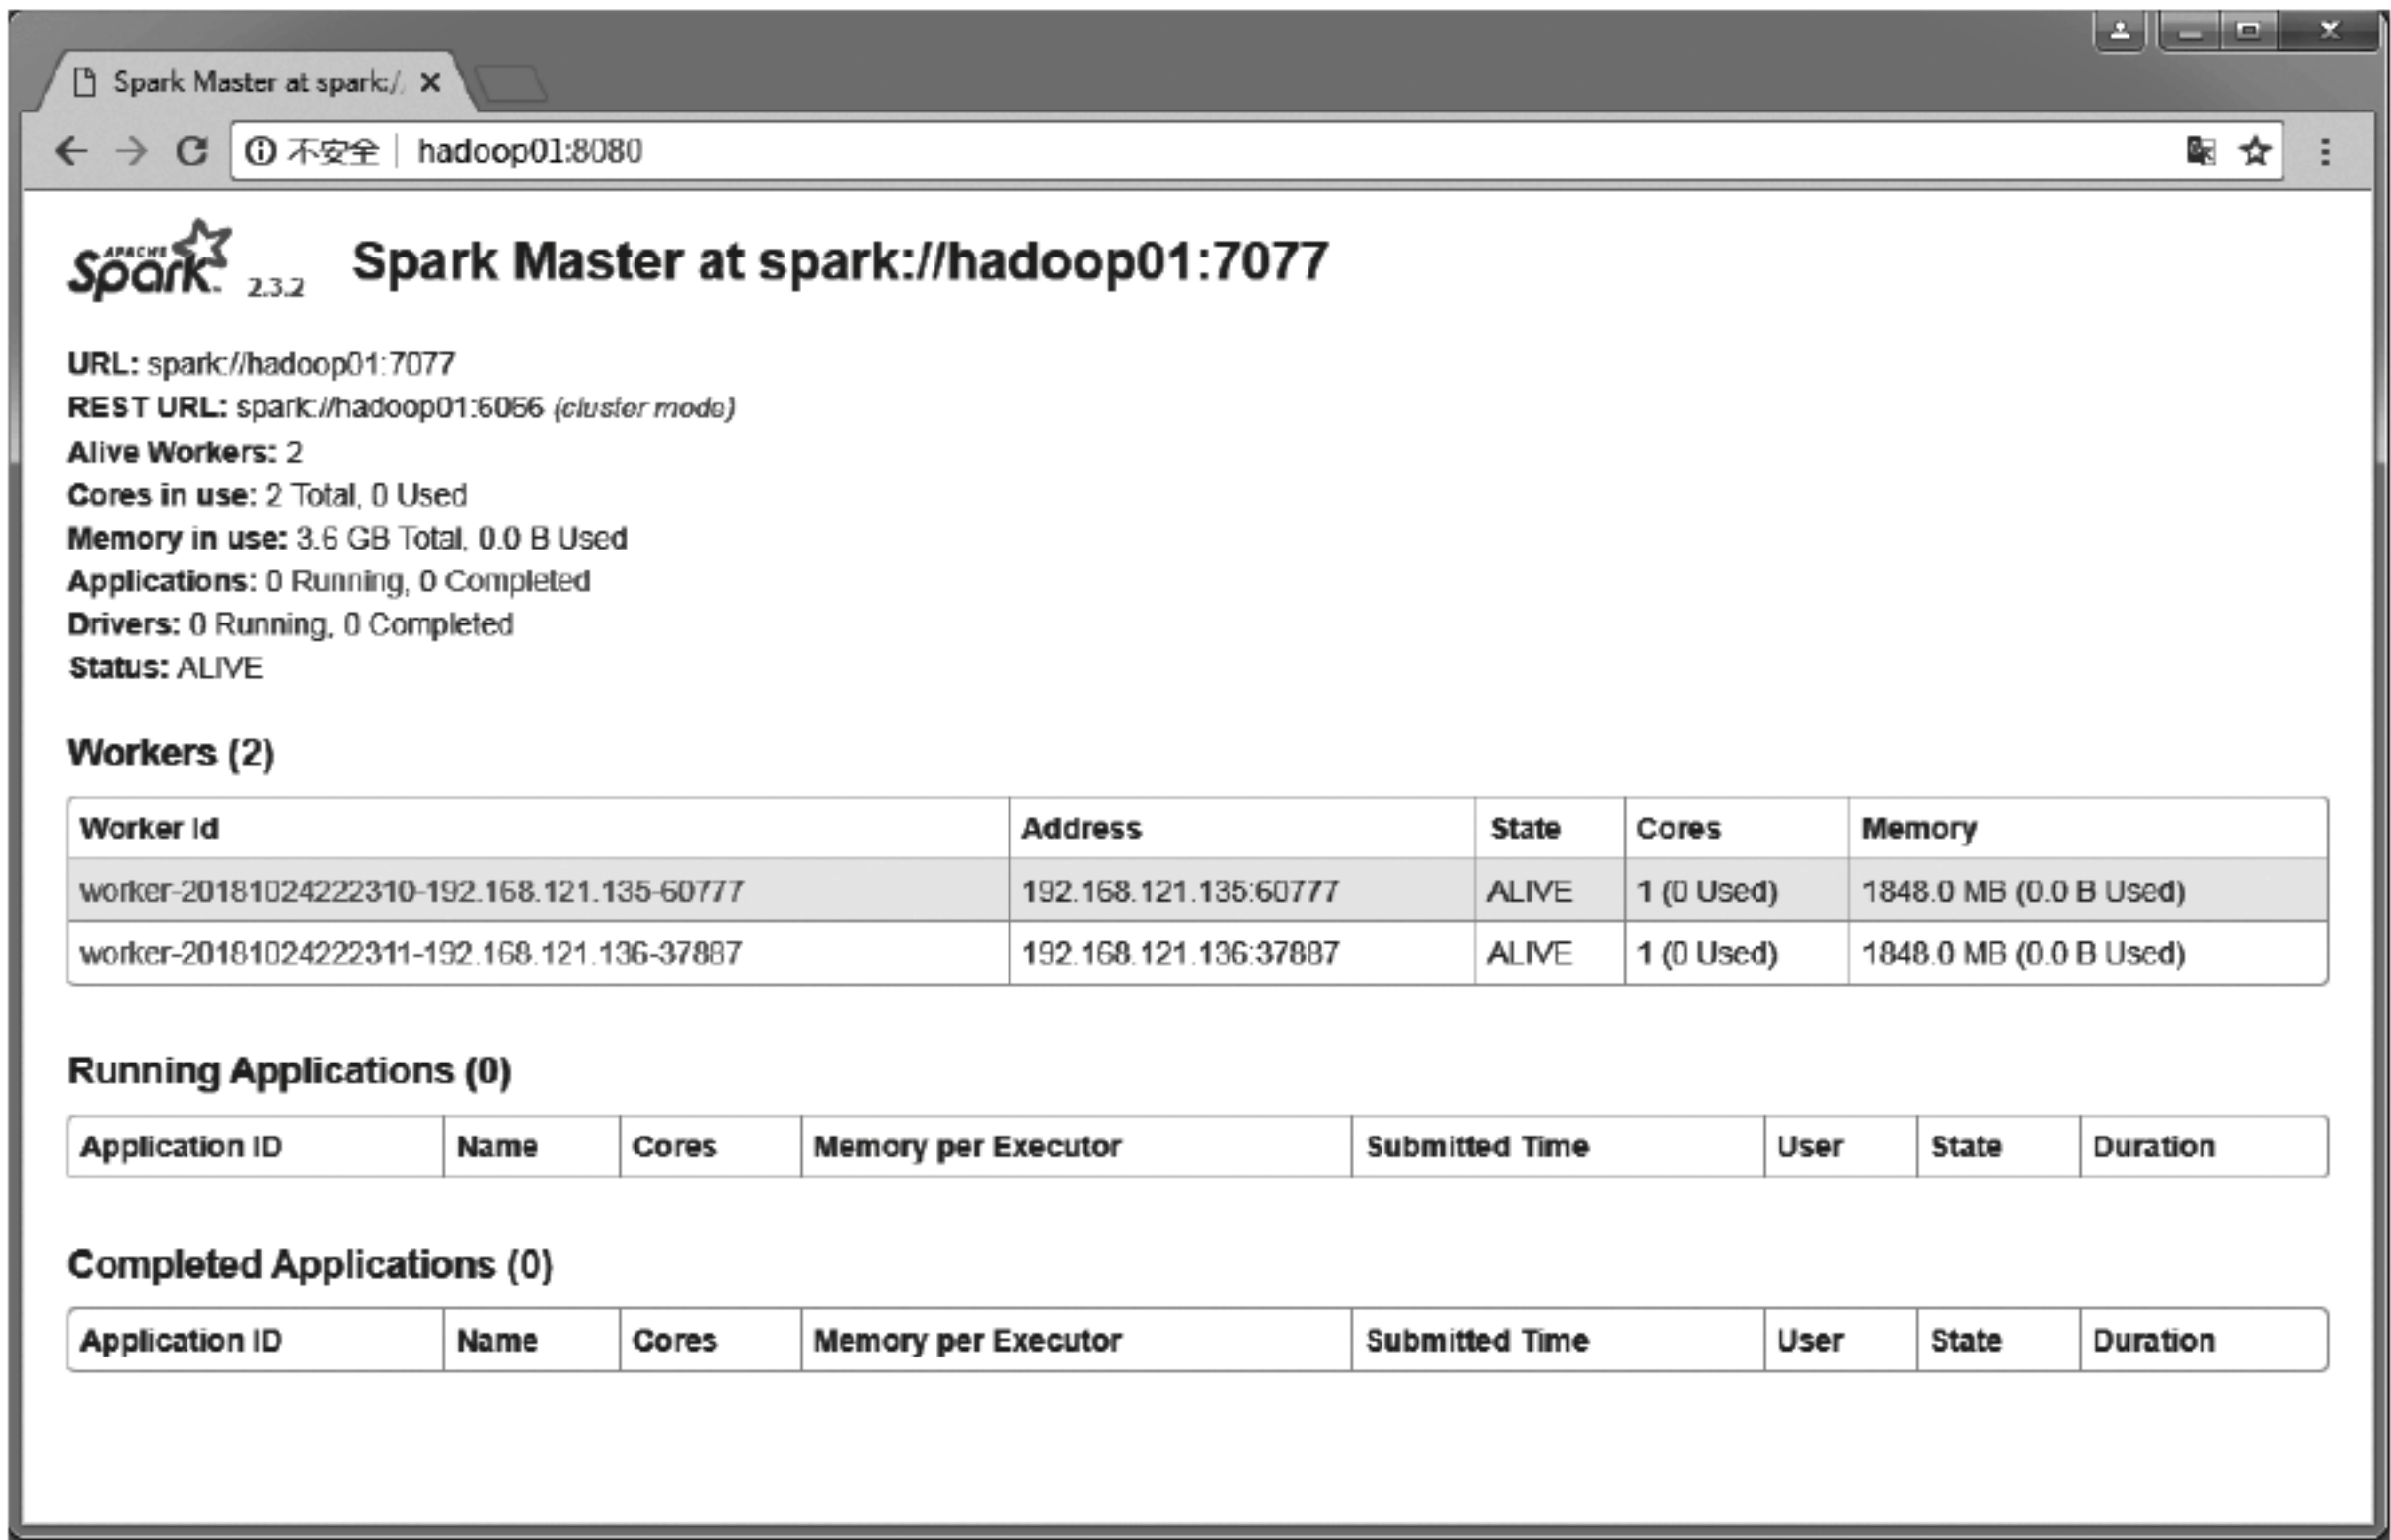 Spark Master at spark:/
不安全 hadoop01:8080
APACHE
Spark 2.3.2 Spark Master at spark://hadoop01:7077
URL: spark://hadoop01:7077
REST URL: spark://hadoop01:6066 (cluster mode)
Alive Workers: 2
Cores in use: 2 Total, 0 Used
Memory in use: 3.6 GB Total, 0.0 B Used
Applications: 0 Running, 0 Completed
Drivers: 0 Running, 0 Completed
Status: ALIVE
Workers (2)
Worker Id Address State Cores Memory
worker-20181024222310-192.168.121.135-60777 192.168.121.135:60777 ALIVE 1 (0 Used) 1848.0 MB (0.0 B Used)
worker-20181024222311-192.168.121.136-37887 192.168.121.136:37887 ALIVE 1 (0 Used) 1848.0 MB (0.0 B Used)
Running Applications (0)
Application ID Name Cores Memory per Executor Submitted Time User State Duration
Completed Applications (0)
Application ID Name Cores Memory per Executor Submitted Time User State Duration